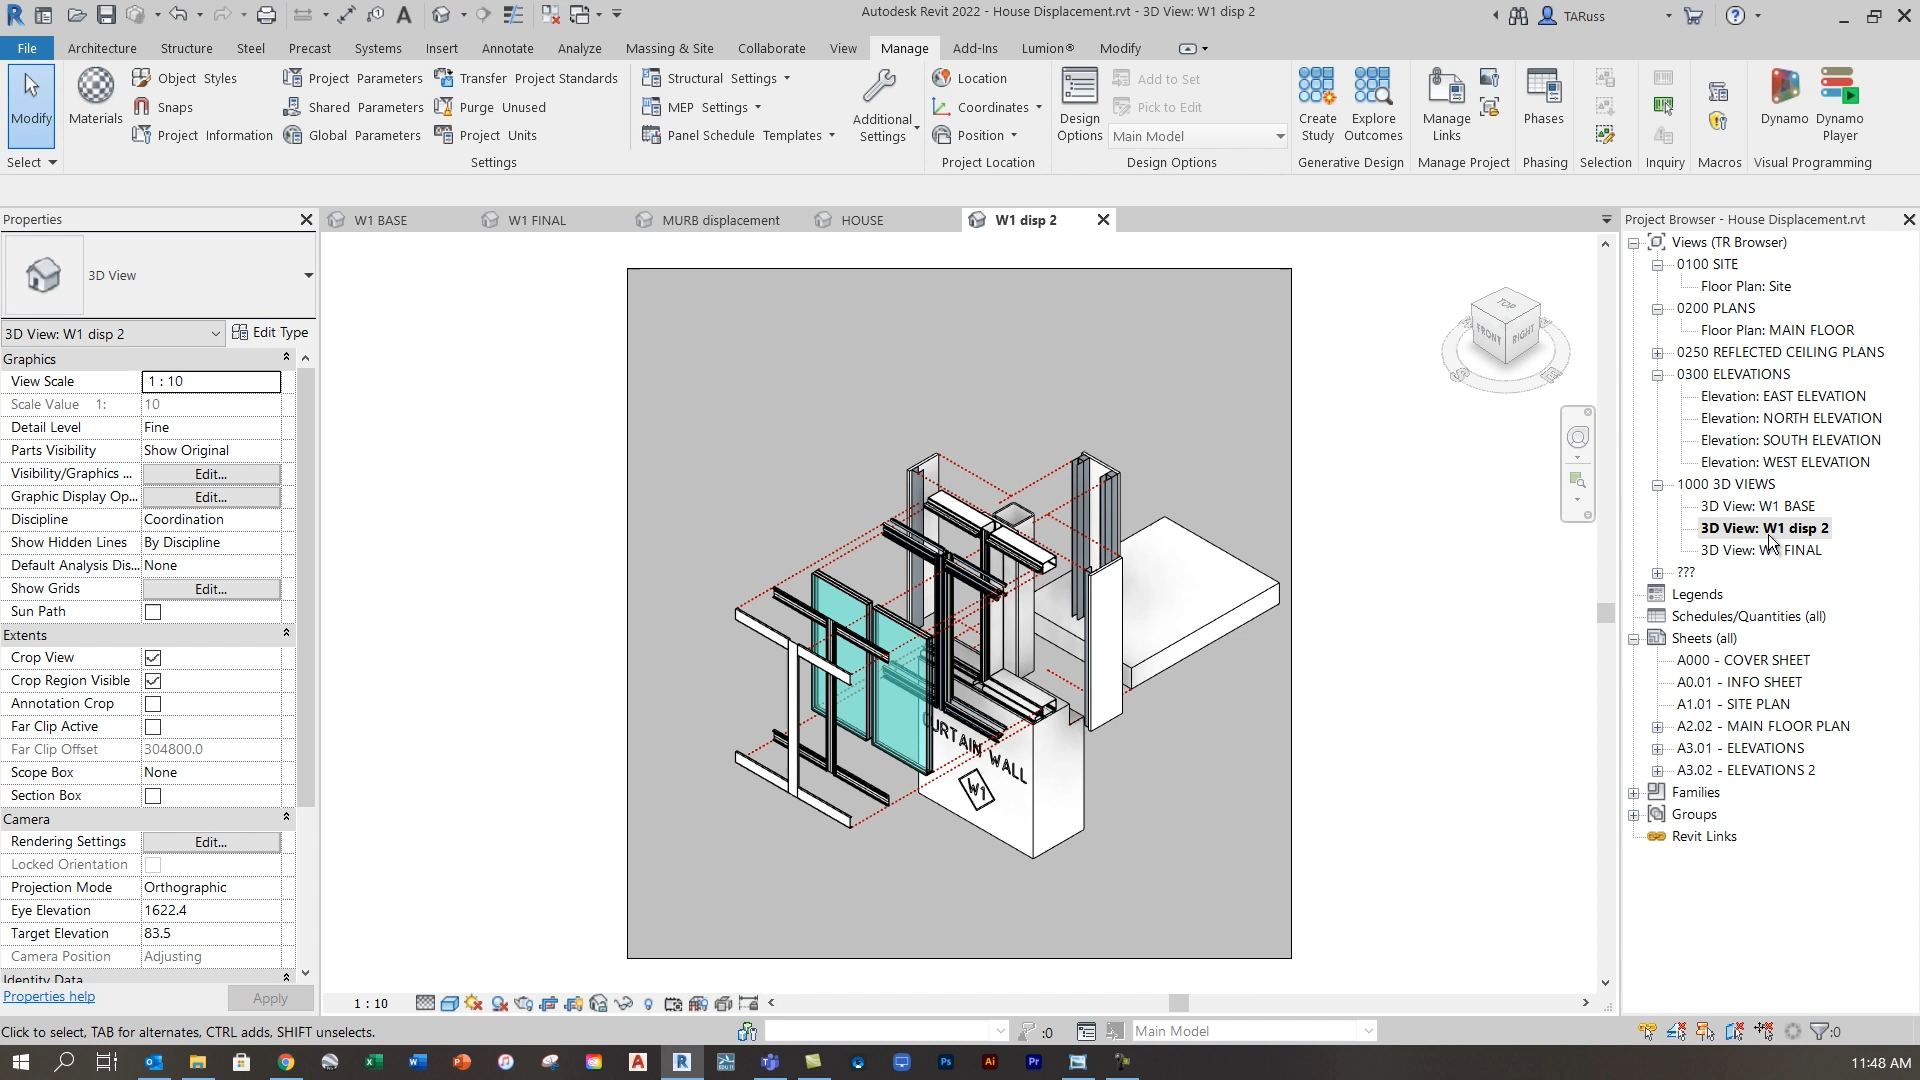 Autodesk Revit 2022 - House Displacement.rvt - 3D View: W1 disp 2
TARuss
File Architecture Structure Steel Precast Systems Insert Annotate Analyze Massing & Site Collaborate View Manage Add-Ins Lumion® Modify
Modify
Select
Materials
Object Styles
Snaps
Project Information
Project Parameters
Shared Parameters
Global Parameters
Transfer Project Standards
Purge Unused
Project Units
Settings
Structural Settings
MEP Settings
Panel Schedule Templates
Additional
Settings
Location
Coordinates
Position
Project Location
Design
Options
Add to Set
Pick to Edit
Main Model
Design Options
Create
Study
Explore
Outcomes
Generative Design
Manage
Links
Manage Project
Phases
Phasing
Selection
Inquiry
Macros
Dynamo
Dynamo
Player
Visual Programming
Properties
3D View
3D View: W1 disp 2
Edit Type
Graphics
View Scale 1 : 10
Scale Value 1: 10
Detail Level Fine
Parts Visibility Show Original
Visibility/Graphics ... Edit...
Graphic Display Op... Edit...
Discipline Coordination
Show Hidden Lines By Discipline
Default Analysis Dis... None
Show Grids Edit...
Sun Path
Extents
Crop View
Crop Region Visible
Annotation Crop
Far Clip Active
Far Clip Offset 304800.0
Scope Box None
Section Box
Camera
Rendering Settings Edit...
Locked Orientation
Projection Mode Orthographic
Eye Elevation 1622.4
Target Elevation 83.5
Camera Position Adjusting
Identity Data
Properties help
Apply
W1 BASE
W1 FINAL
MURB displacement
HOUSE
W1 disp 2
TOP
FRONT
RIGHT
WALL
W1
1 : 10
Project Browser - House Displacement.rvt
Views (TR Browser)
0100 SITE
Floor Plan: Site
0200 PLANS
Floor Plan: MAIN FLOOR
0250 REFLECTED CEILING PLANS
0300 ELEVATIONS
Elevation: EAST ELEVATION
Elevation: NORTH ELEVATION
Elevation: SOUTH ELEVATION
Elevation: WEST ELEVATION
1000 3D VIEWS
3D View: W1 BASE
3D View: W1 disp 2
3D View: W1 FINAL
???
Legends
Schedules/Quantities (all)
Sheets (all)
A000 - COVER SHEET
A0.01 - INFO SHEET
A1.01 - SITE PLAN
A2.02 - MAIN FLOOR PLAN
A3.01 - ELEVATIONS
A3.02 - ELEVATIONS 2
Families
Groups
Revit Links
Click to select, TAB for alternates, CTRL adds, SHIFT unselects.
:0
Main Model
:0
11:48 AM